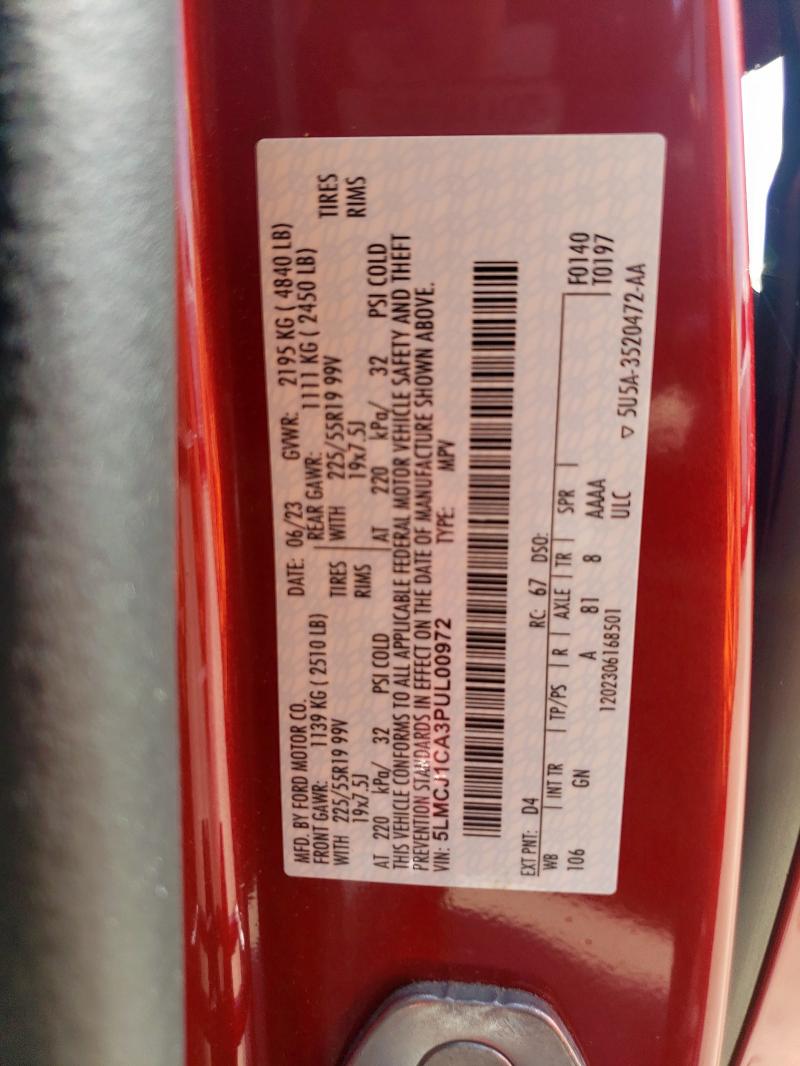 MFD. BY FORD MOTOR CO. DATE: 06/23 GVWR: 2195 KG ( 4840 LB)
FRONT GAWR: 1139 KG ( 2510 LB) REAR GAWR: 1111 KG ( 2450 LB)
WITH 225/55R19 99V TIRES WITH 225/55R19 99V TIRES
19x7.5J RIMS 19x7.5J RIMS
AT 220 kPa/ 32 PSI COLD AT 220 kPa/ 32 PSI COLD
THIS VEHICLE CONFORMS TO ALL APPLICABLE FEDERAL MOTOR VEHICLE SAFETY AND THEFT
PREVENTION STANDARDS IN EFFECT ON THE DATE OF MANUFACTURE SHOWN ABOVE.
VIN: 5LMCJ1CA3PUL00972 TYPE: MPV
EXT PNT: D4 RC: 67 DSO:
WB INT TR TP/PS R AXLE TR SPR F0140
106 GN A 81 8 AAAA T0197
1202306168501 ULC
▽ 5U5A-3520472-AA